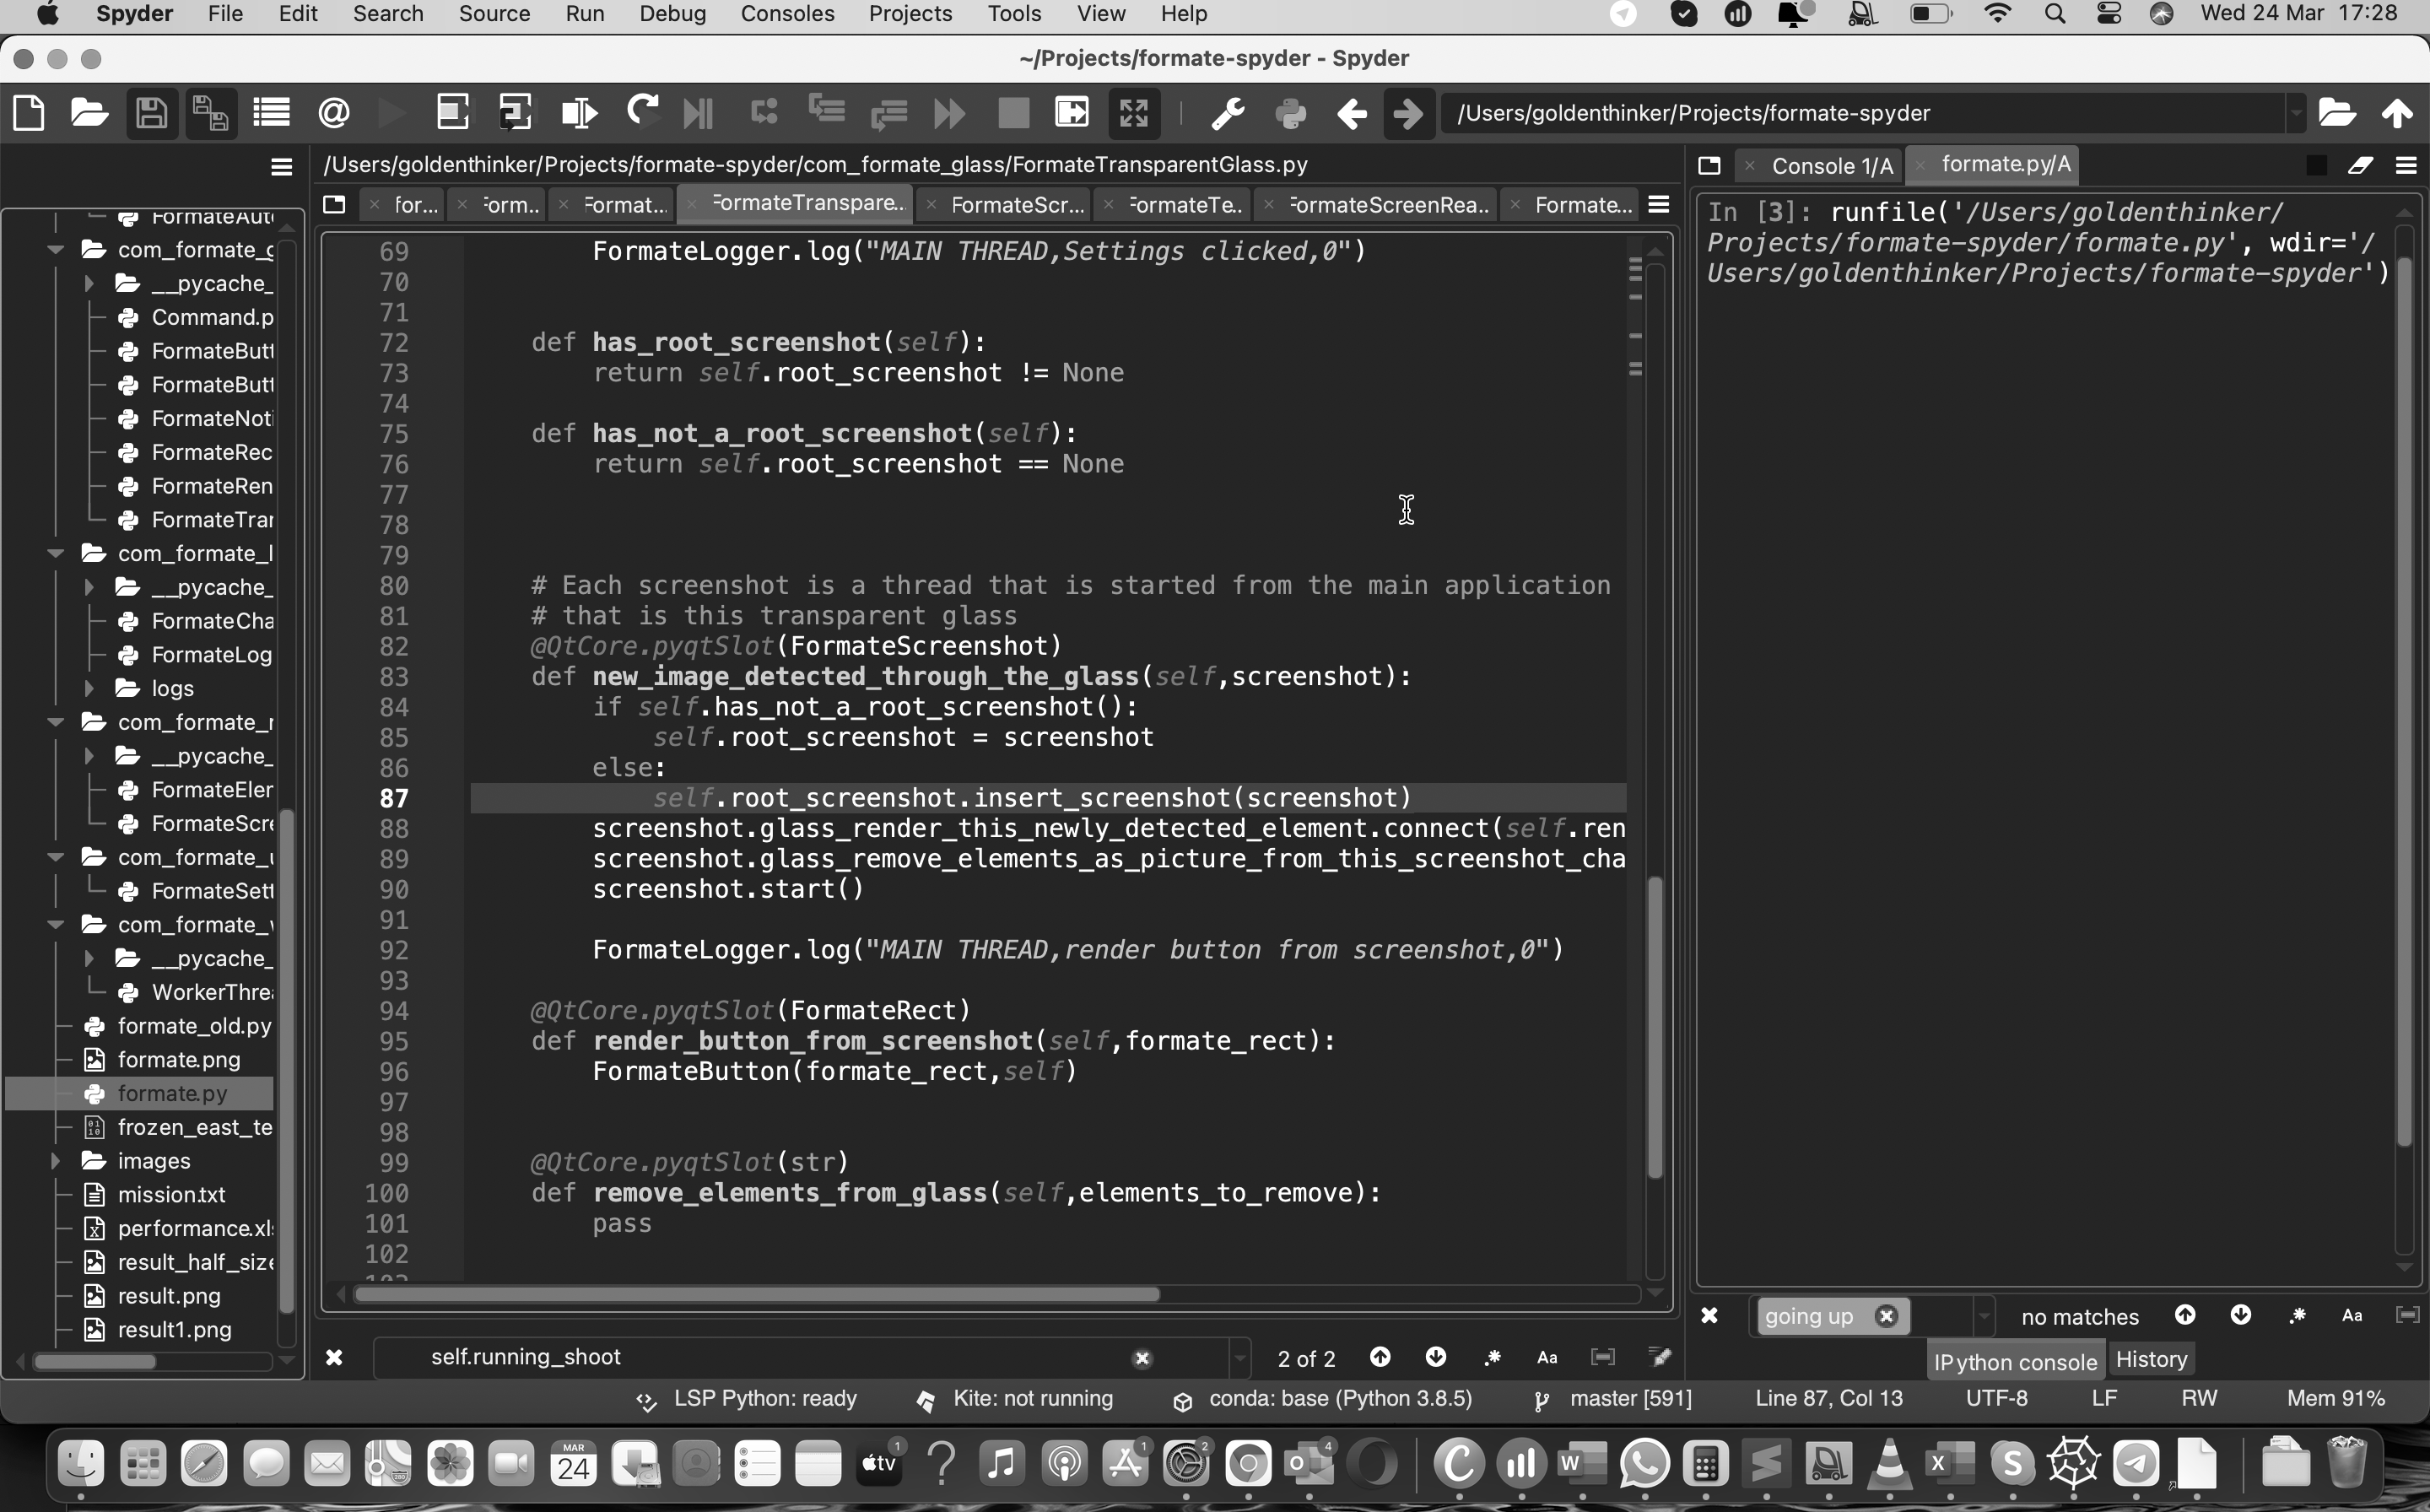 Spyder File Edit Search Source Run Debug Consoles Projects Tools View Help Wed 24 Mar 17:28
~/Projects/formate-spyder - Spyder
/Users/goldenthinker/Projects/formate-spyder
/Users/goldenthinker/Projects/formate-spyder/com_formate_glass/FormateTransparentGlass.py
for... Form.. Format... FormateTranspare... FormateScr... FormateTe.. FormateScreenRea.. Formate...
Console 1/A formate.py/A
FormateAut
com_formate_g
__pycache_
Command.p
FormateButt
FormateButt
FormateNoti
FormateRec
FormateRen
FormateTrar
com_formate_l
__pycache_
FormateCha
FormateLog
logs
com_formate_r
__pycache_
FormateEler
FormateScre
com_formate_u
FormateSett
com_formate_w
__pycache_
WorkerThrea
formate_old.py
formate.png
formate.py
frozen_east_te
images
mission.txt
performance.xls
result_half_size
result.png
result1.png
69 FormateLogger.log("MAIN THREAD,Settings clicked,0")
70
71
72 def has_root_screenshot(self):
73 return self.root_screenshot != None
74
75 def has_not_a_root_screenshot(self):
76 return self.root_screenshot == None
77
78
79
80 # Each screenshot is a thread that is started from the main application
81 # that is this transparent glass
82 @QtCore.pyqtSlot(FormateScreenshot)
83 def new_image_detected_through_the_glass(self,screenshot):
84 if self.has_not_a_root_screenshot():
85 self.root_screenshot = screenshot
86 else:
87 self.root_screenshot.insert_screenshot(screenshot)
88 screenshot.glass_render_this_newly_detected_element.connect(self.ren
89 screenshot.glass_remove_elements_as_picture_from_this_screenshot_cha
90 screenshot.start()
91
92 FormateLogger.log("MAIN THREAD,render button from screenshot,0")
93
94 @QtCore.pyqtSlot(FormateRect)
95 def render_button_from_screenshot(self,formate_rect):
96 FormateButton(formate_rect,self)
97
98
99 @QtCore.pyqtSlot(str)
100 def remove_elements_from_glass(self,elements_to_remove):
101 pass
102
103
In [3]: runfile('/Users/goldenthinker/
Projects/formate-spyder/formate.py', wdir='/
Users/goldenthinker/Projects/formate-spyder')
going up no matches Aa
self.running_shoot 2 of 2 Aa
IPython console History
LSP Python: ready Kite: not running conda: base (Python 3.8.5) master [591] Line 87, Col 13 UTF-8 LF RW Mem 91%
MAR
24
tv 1 1 2 4